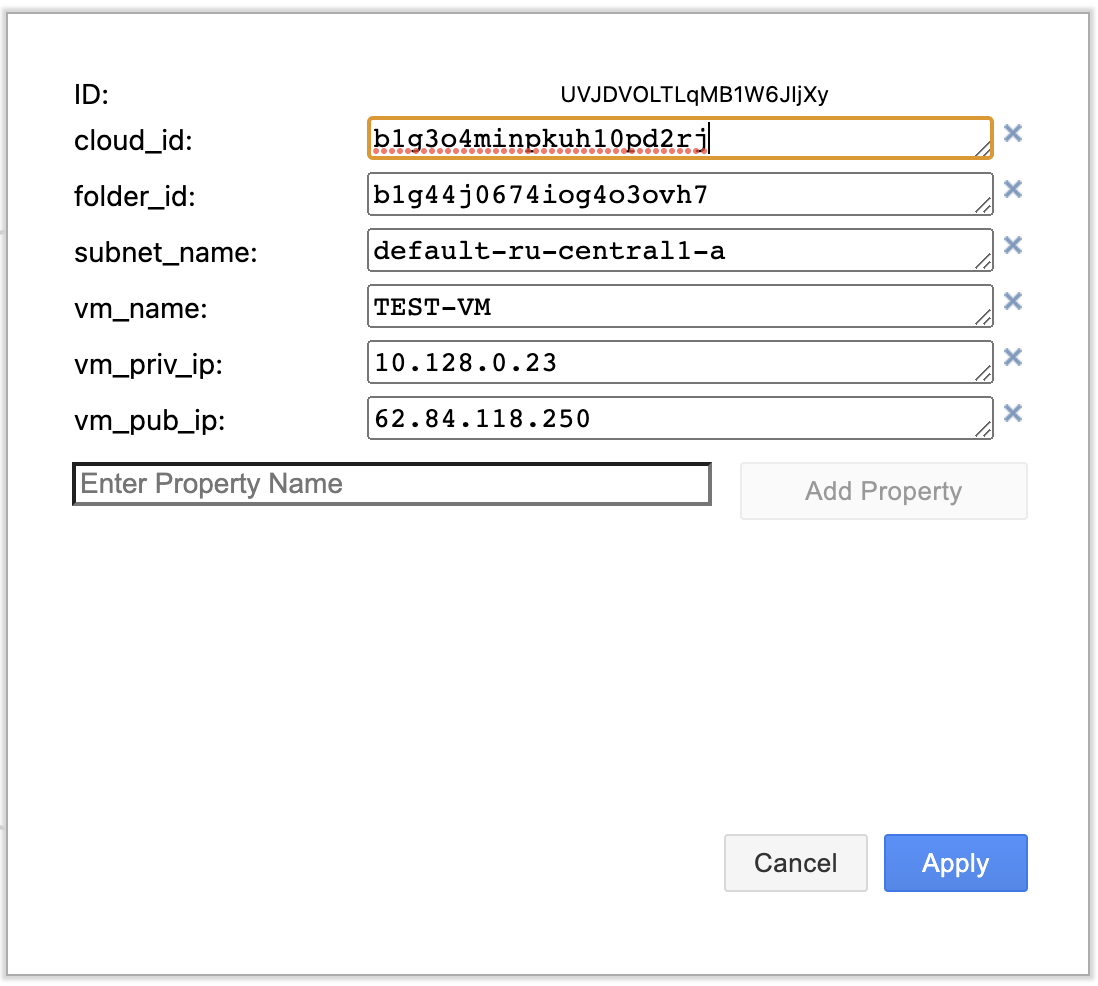 ID: UVJDVOLTLqMB1W6JIjXy
cloud_id: b1g3o4minpkuh10pd2rj
folder_id: b1g44j0674iog4o3ovh7
subnet_name: default-ru-central1-a
vm_name: TEST-VM
vm_priv_ip: 10.128.0.23
vm_pub_ip: 62.84.118.250
Enter Property Name Add Property
Cancel Apply